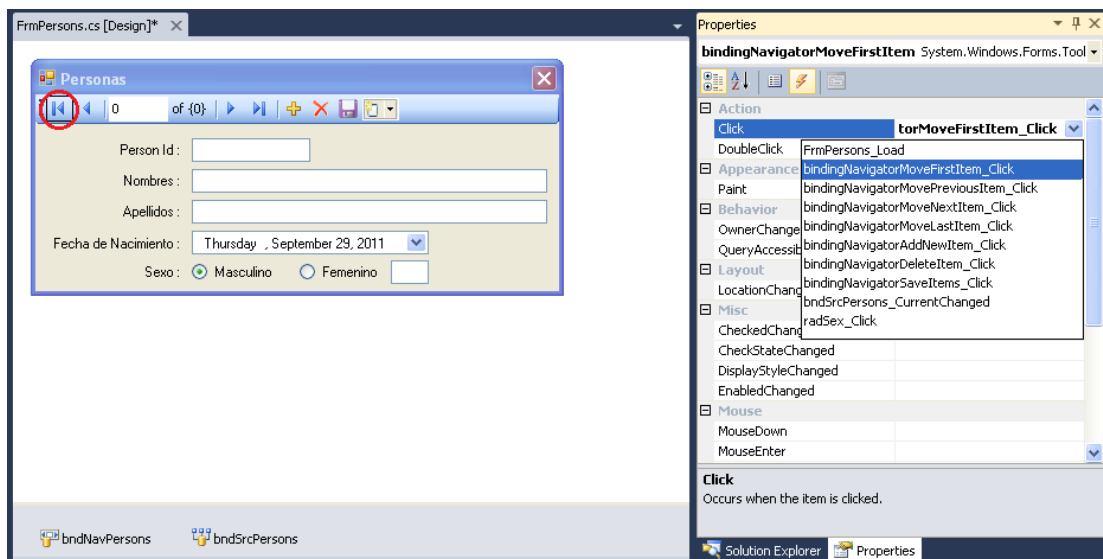 FrmPersons.cs [Design]*
Personas
0 of {0}
Person Id :
Nombres :
Apellidos :
Fecha de Nacimiento : Thursday , September 29, 2011
Sexo : Masculino Femenino
bndNavPersons bndSrcPersons
Properties
bindingNavigatorMoveFirstItem System.Windows.Forms.Tool
Action
Click torMoveFirstItem_Click
DoubleClick
Appearance
Paint
Behavior
OwnerChange
QueryAccessib
Layout
LocationChang
Misc
CheckedChang
CheckStateChanged
DisplayStyleChanged
EnabledChanged
Mouse
MouseDown
MouseEnter
FrmPersons_Load
bindingNavigatorMoveFirstItem_Click
bindingNavigatorMovePreviousItem_Click
bindingNavigatorMoveNextItem_Click
bindingNavigatorMoveLastItem_Click
bindingNavigatorAddNewItem_Click
bindingNavigatorDeleteItem_Click
bindingNavigatorSaveItems_Click
bndSrcPersons_CurrentChanged
radSex_Click
Click
Occurs when the item is clicked.
Solution Explorer Properties